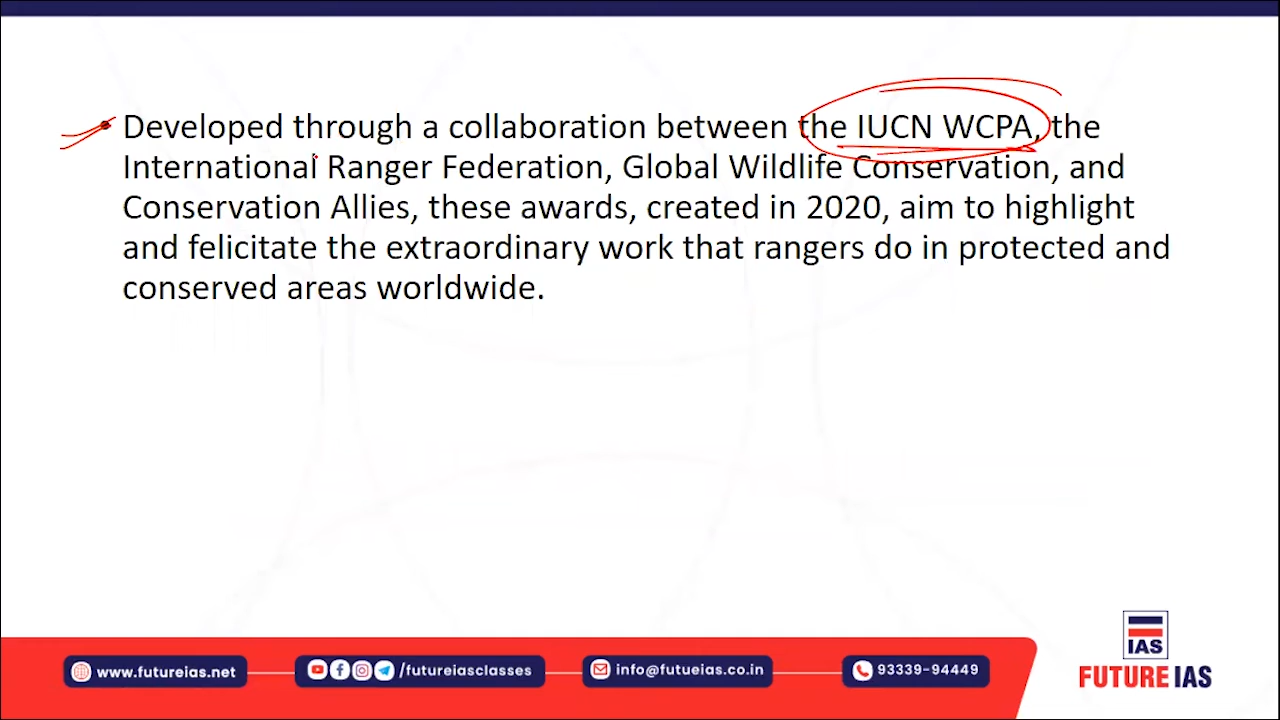 • Developed through a collaboration between the IUCN WCPA, the
International Ranger Federation, Global Wildlife Conservation, and
Conservation Allies, these awards, created in 2020, aim to highlight
and felicitate the extraordinary work that rangers do in protected and
conserved areas worldwide.
www.futureias.net
/futureiasclasses
info@futueias.co.in
93339-94449
IAS
FUTURE IAS